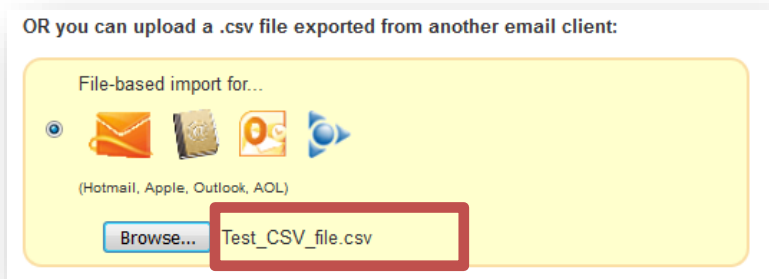 OR you can upload a .csv file exported from another email client:
File-based import for...
(Hotmail, Apple, Outlook, AOL)
Browse... Test_CSV_file.csv